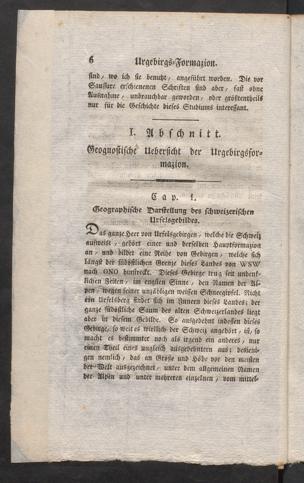 6 Urgebirgs-Formazion.
sind, wo ich sie benutzt, angeführt worden. Die vor
Saussure erschienenen Schriften sind aber, fast ohne
Ausnahme, unbrauchbar geworden, oder größtentheils
nur für die Geschichte dieses Studiums interessant.
I. Abschnitt.
Geognostische Uebersicht der Urgebirgsfor-
mazion.
Cap. 1.
Geographische Darstellung des schweizerischen
Urfelsgebildes.
Das ganze Heer von Urfelsgebirgen, welche die Schweiz
aufweist, gehört einer und derselben Hauptformazion
an, und bildet eine Reihe von Gebirgen, welche sich
längst der südöstlichen Grenze dieses Landes von WSW
nach ONO hinstreckt. Dieses Gebirge trug seit undenk-
lichen Zeiten, im engsten Sinne, den Namen der Al-
pen, wegen seiner unzähligen weissen Schneegipfel. Nicht
ein Urfelsberg findet sich im Innern dieses Landes; der
ganze südöstliche Saum des alten Schweizerlandes liegt
aber in diesem Gebilde. So ausgedehnt indessen dieses
Gebirge, so weit es wirklich der Schweiz angehört, ist, so
macht es bestimmter noch als irgend ein anderes, nur
einen Theil eines ungleich ausgedehntern aus; desjeni-
gen nemlich, das an Größe und Höhe vor den meisten
der Welt ausgezeichnet, unter dem allgemeinen Namen
der Alpen und unter mehreren einzelnen, vom mittel-